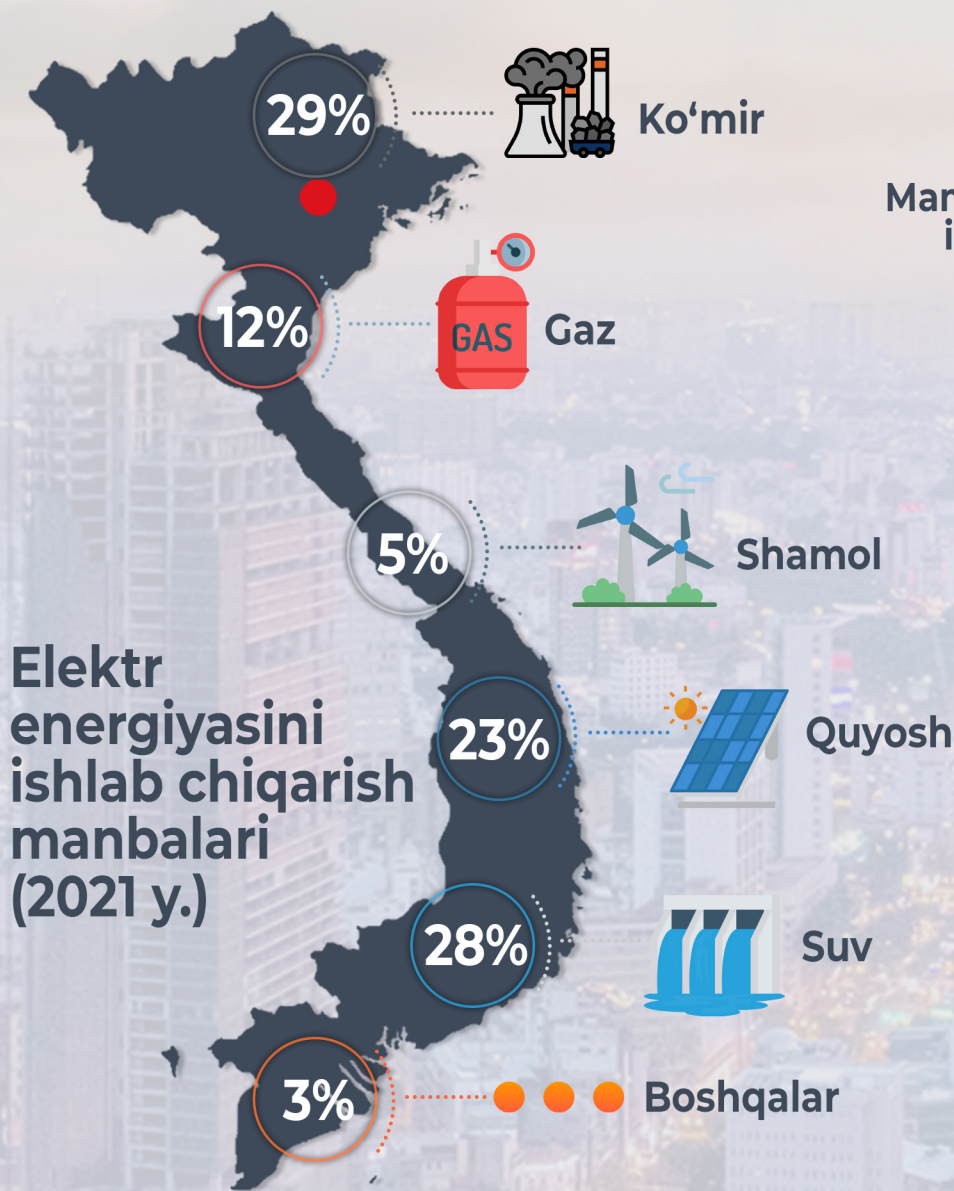 29%
Ko‘mir
12%
GAS
Gaz
5%
Shamol
Elektr
energiyasini
ishlab chiqarish
manbalari
(2021 y.)
23%
Quyosh
28%
Suv
3%
Boshqalar